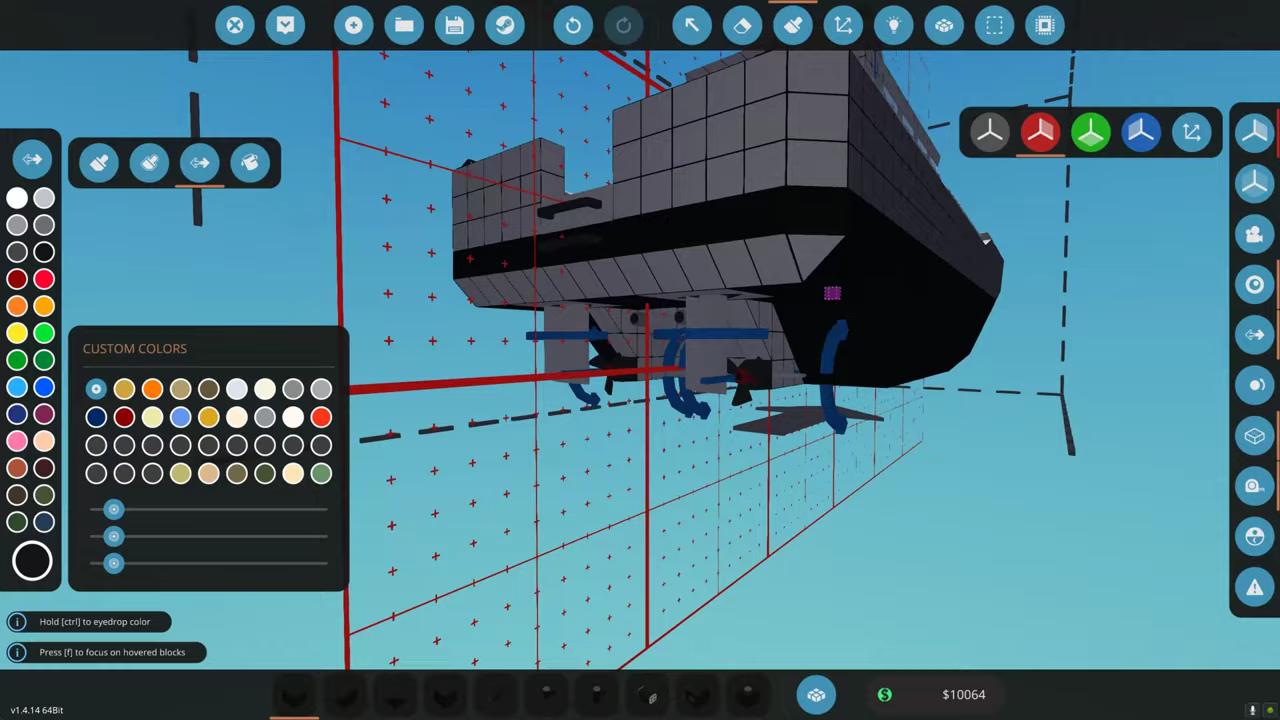 CUSTOM COLORS
Hold [ctrl] to eyedrop color
Press [f] to focus on hovered blocks
$10064
v1.4.14 64Bit